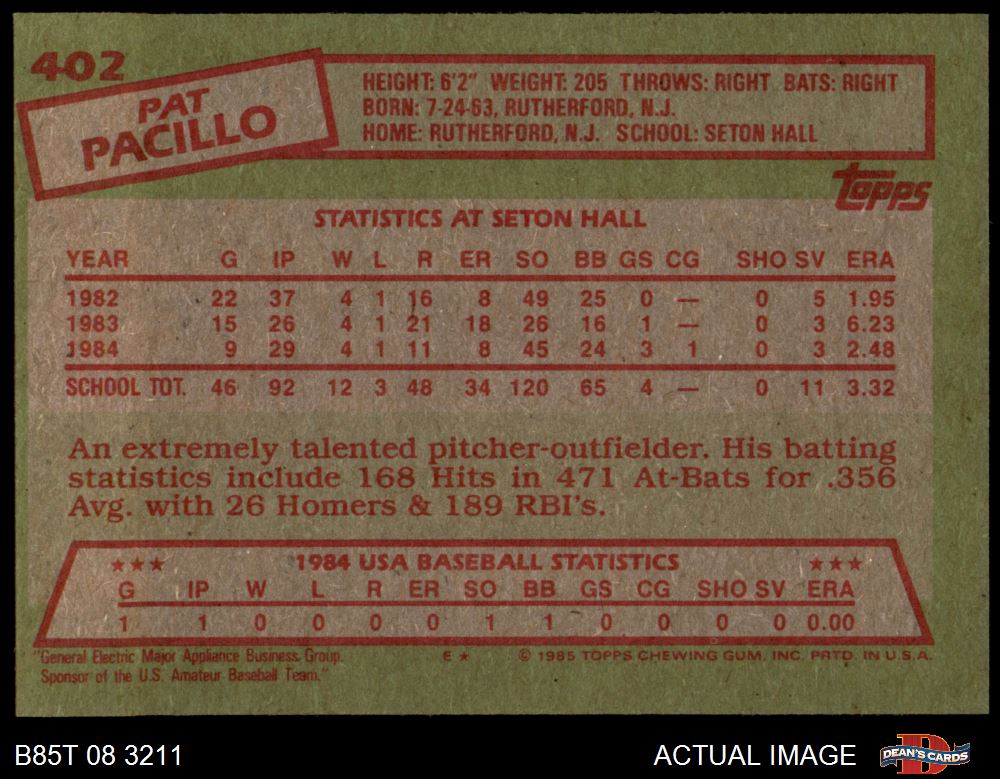 402
PAT
PACILLO
HEIGHT: 6'2" WEIGHT: 205 THROWS: RIGHT BATS: RIGHT
BORN: 7-24-63, RUTHERFORD, N.J.
HOME: RUTHERFORD, N.J. SCHOOL: SETON HALL
topps
STATISTICS AT SETON HALL
YEAR G IP W L R ER SO BB GS CG SHO SV ERA
1982 22 37 4 1 16 8 49 25 0 — 0 5 1.95
1983 15 26 4 1 21 18 26 16 1 — 0 3 6.23
1984 9 29 4 1 11 8 45 24 3 1 0 3 2.48
SCHOOL TOT. 46 92 12 3 48 34 120 65 4 — 0 11 3.32
An extremely talented pitcher-outfielder. His batting
statistics include 168 Hits in 471 At-Bats for .356
Avg. with 26 Homers & 189 RBI's.
★★★ 1984 USA BASEBALL STATISTICS ★★★
G IP W L R ER SO BB GS CG SHO SV ERA
1 1 0 0 0 0 1 1 0 0 0 0 0.00
"General Electric Major Appliance Business Group. E ★ © 1985 TOPPS CHEWING GUM, INC. PRTD. IN U.S.A.
Sponsor of the U.S. Amateur Baseball Team."
B85T 08 3211 ACTUAL IMAGE DEAN'S CARDS